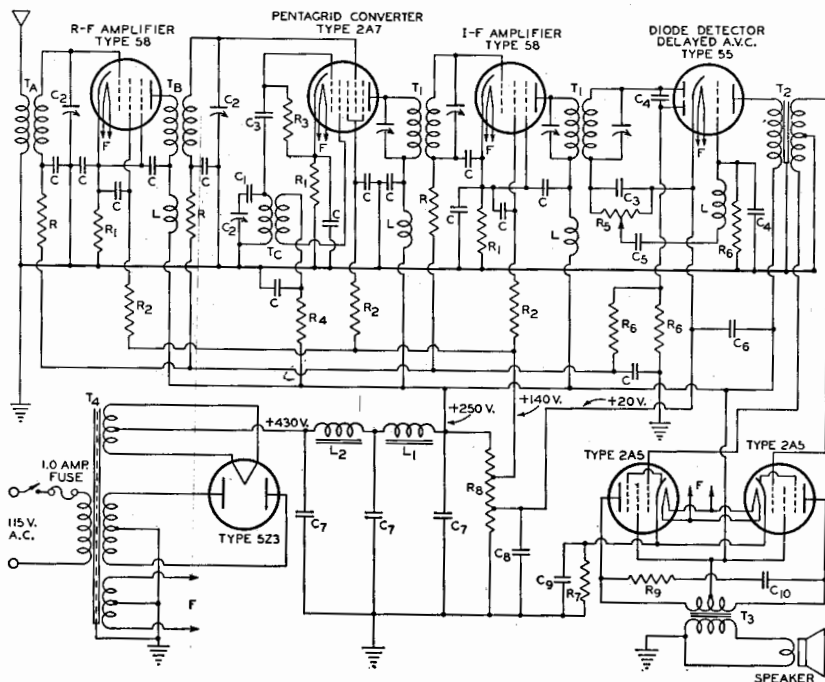 R-F AMPLIFIER
TYPE 58
PENTAGRID CONVERTER
TYPE 2A7
I-F AMPLIFIER
TYPE 58
DIODE DETECTOR
DELAYED A.V.C.
TYPE 55
TA
C2
TB
C2
C3
R3
T1
T1
C4
T2
F
F
F
F
C
C
C
C
C
C
C
C
C
C1
C3
R
R1
L
R
C2
TC
R1
C
L
R
C
C
R1
L
R5
C5
L
R6
C4
R2
C
R4
R2
R2
R6
R6
C6
C
T4
+430V.
+250 V.
+140V.
+20V.
L2
L1
1.0 AMP.
FUSE
115 V.
A.C.
TYPE 5Z3
C7
C7
C7
R8
C8
TYPE 2A5
TYPE 2A5
F
F
C9
R7
R9
C10
T3
SPEAKER